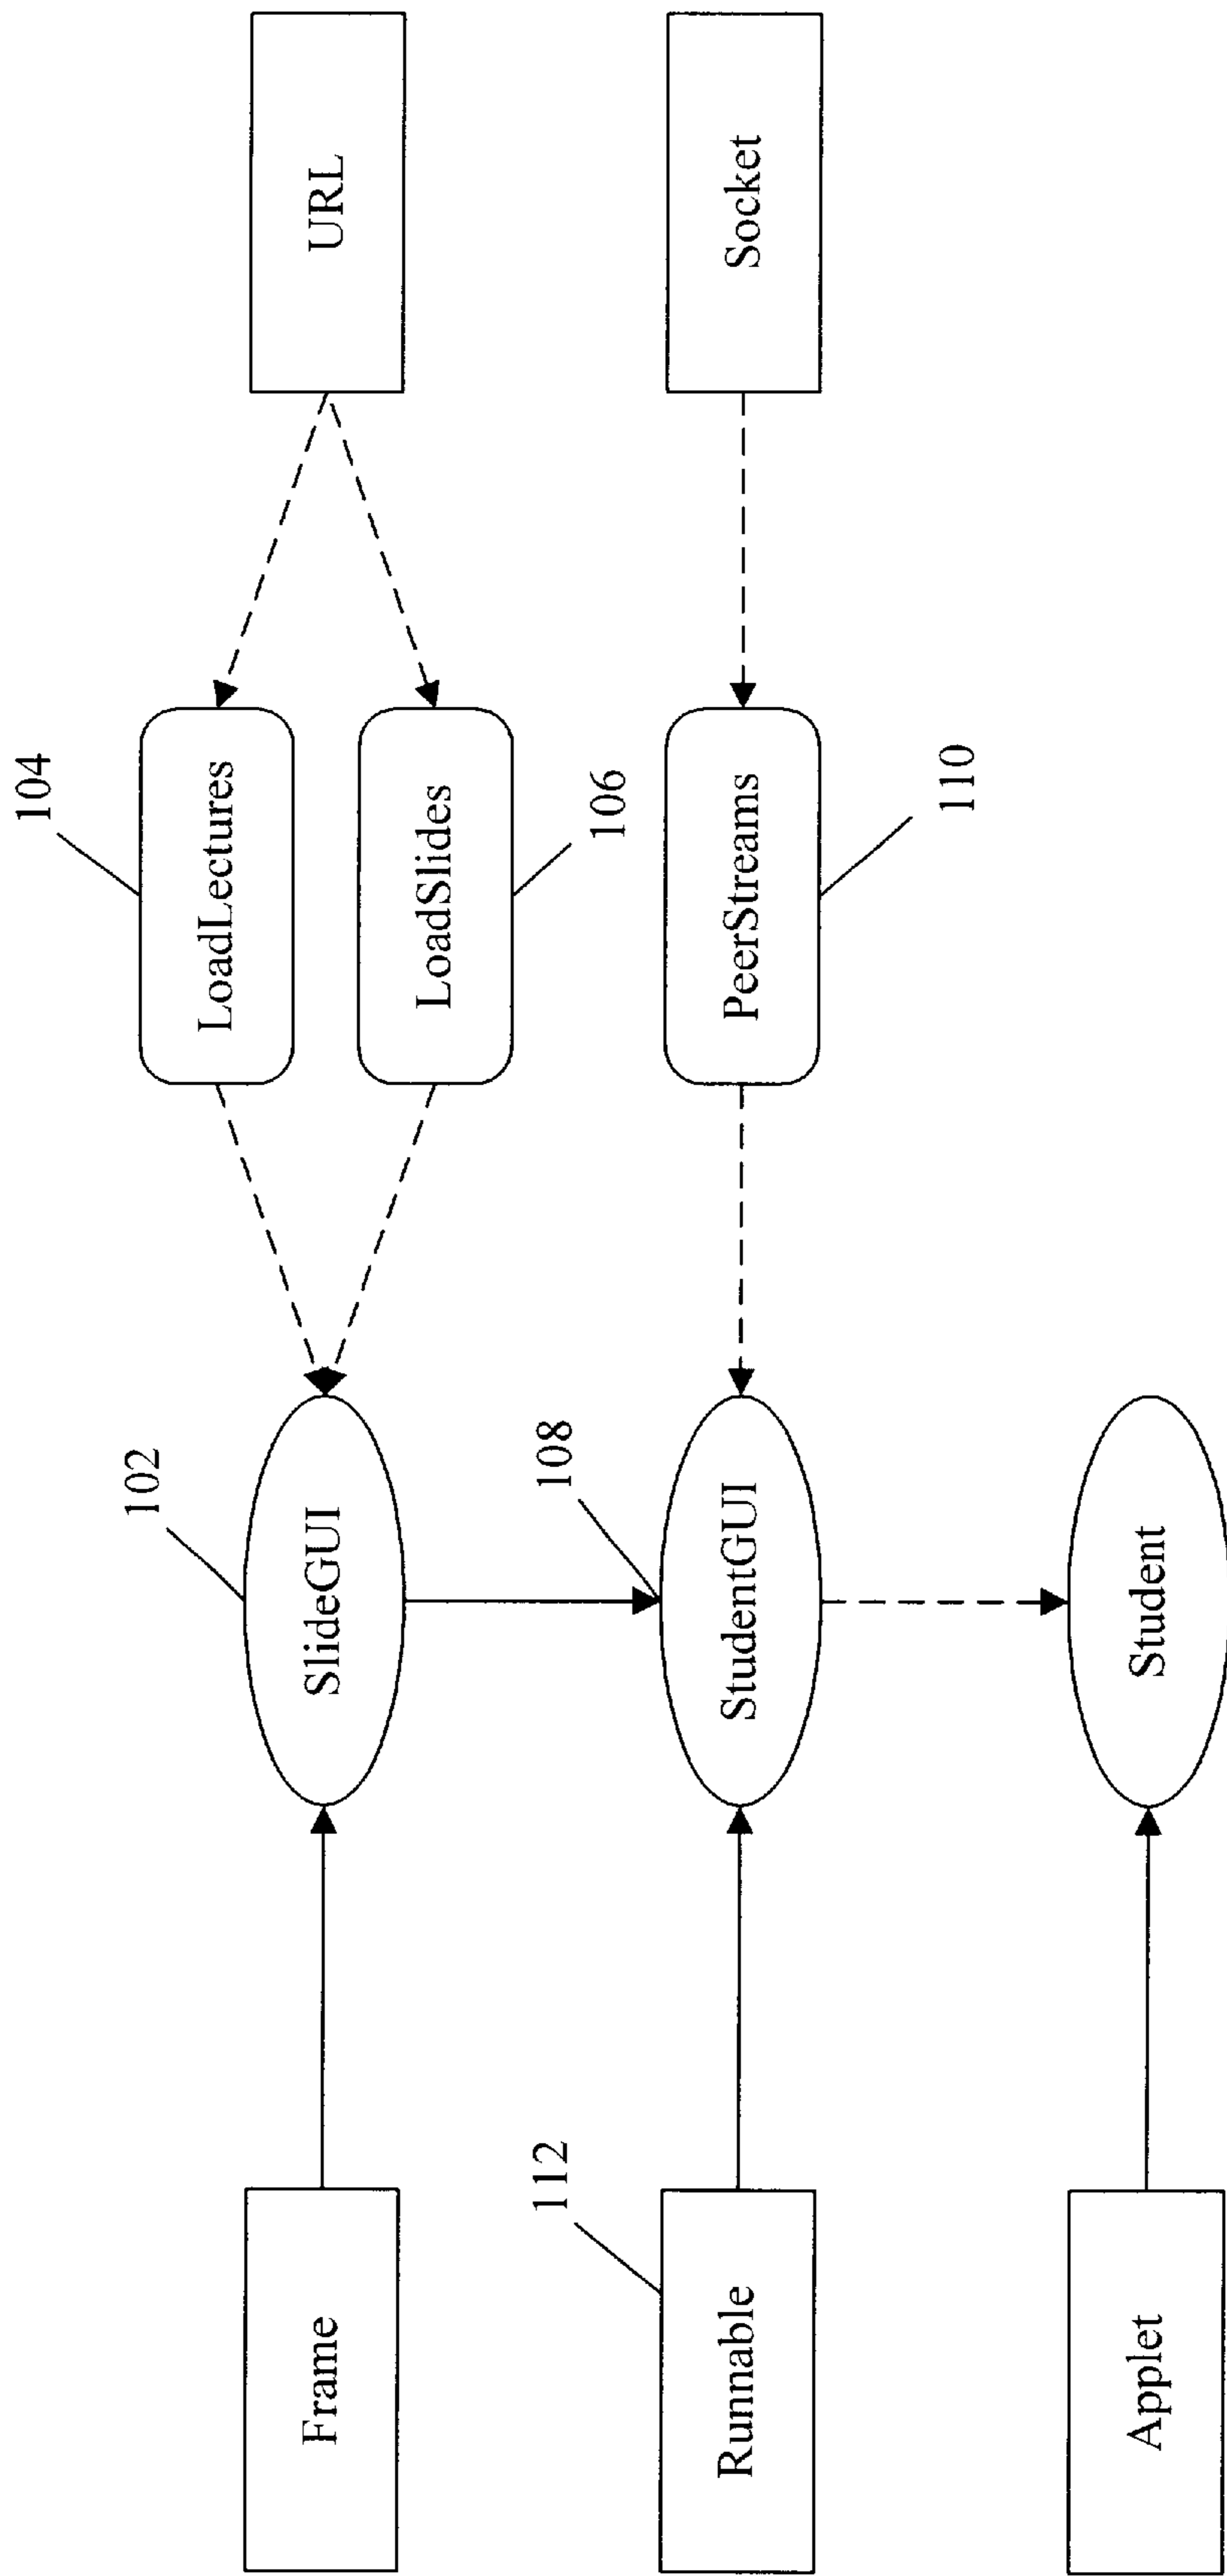 104
102
LoadLectures
Frame
SlideGUI
URL
LoadSlides
112
108
106
Runnable
StudentGUI
PeerStreams
Socket
110
Applet
Student